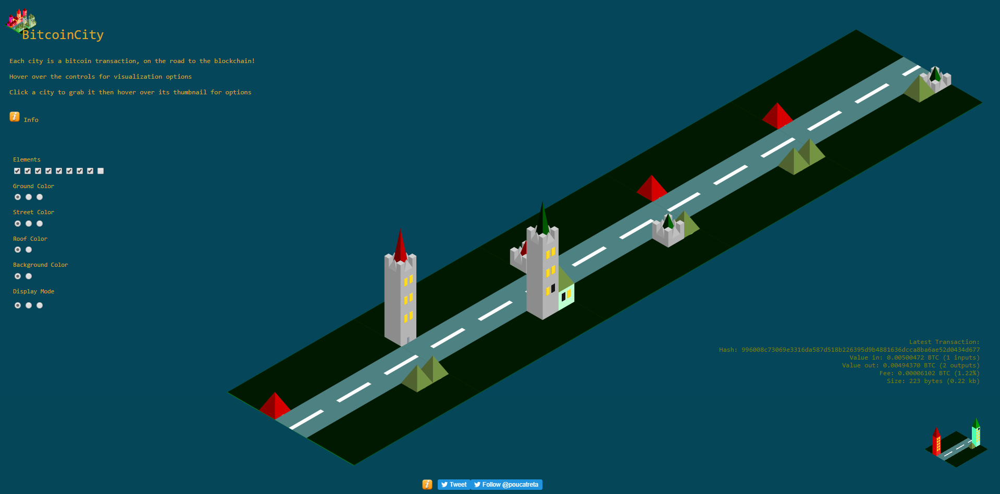 BitcoinCity
Each city is a bitcoin transaction, on the road to the blockchain!
Hover over the controls for visualization options
Click a city to grab it then hover over its thumbnail for options
Info
Elements
Ground Color
Street Color
Roof Color
Background Color
Display Mode
Latest Transaction:
Hash: 996008c73069e3316da587d518b226395d9b4881636dcca8ba6ae52d0434d677
Value in: 0.00500472 BTC (1 inputs)
Value out: 0.00494370 BTC (2 outputs)
Fee: 0.00006102 BTC (1.22%)
Size: 223 bytes (0.22 kb)
Tweet Follow @poucatreta